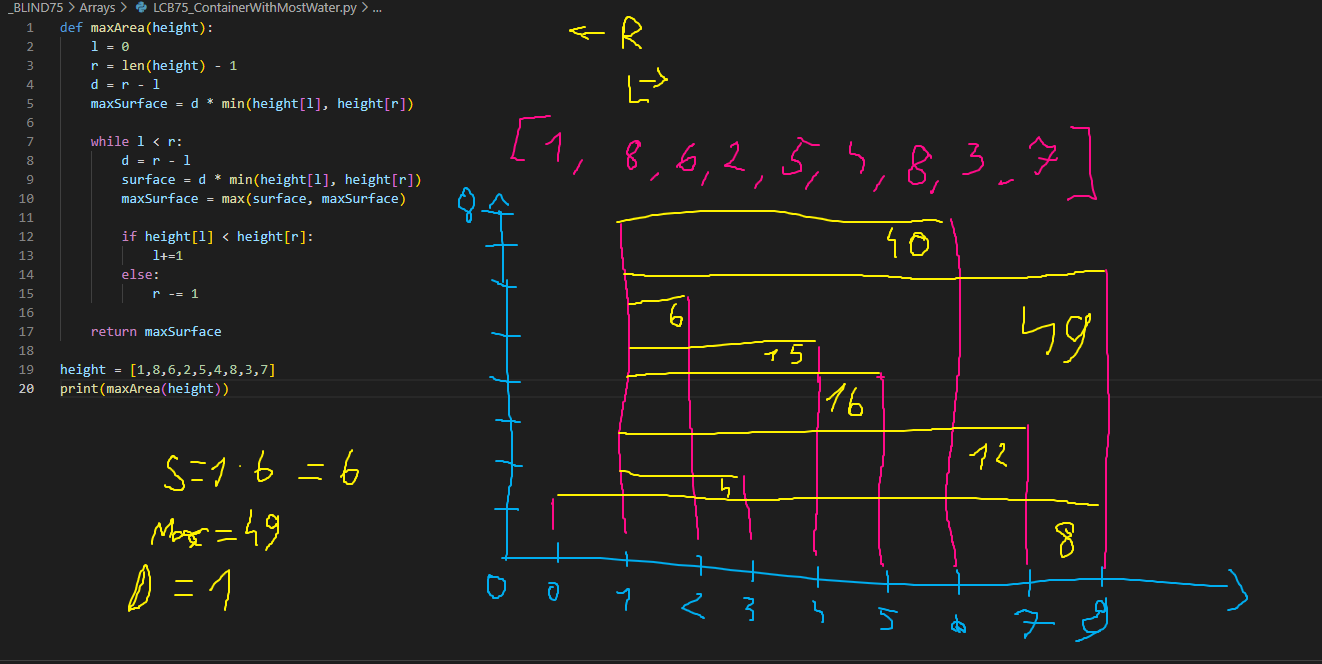 _BLIND75 > Arrays > LCB75_ContainerWithMostWater.py > ...
1 def maxArea(height):
2 l = 0
3 r = len(height) - 1
4 d = r - l
5 maxSurface = d * min(height[l], height[r])
6
7 while l < r:
8 d = r - l
9 surface = d * min(height[l], height[r])
10 maxSurface = max(surface, maxSurface)
11
12 if height[l] < height[r]:
13 l+=1
14 else:
15 r -= 1
16
17 return maxSurface
18
19 height = [1,8,6,2,5,4,8,3,7]
20 print(maxArea(height))
← R
L→
[1, 8, 6, 2, 5, 4, 8, 3, 7]
8
40
6
49
15
16
12
4
8
0 0 1 2 3 4 5 6 7 8
S=1·6=6
Max=49
D=1